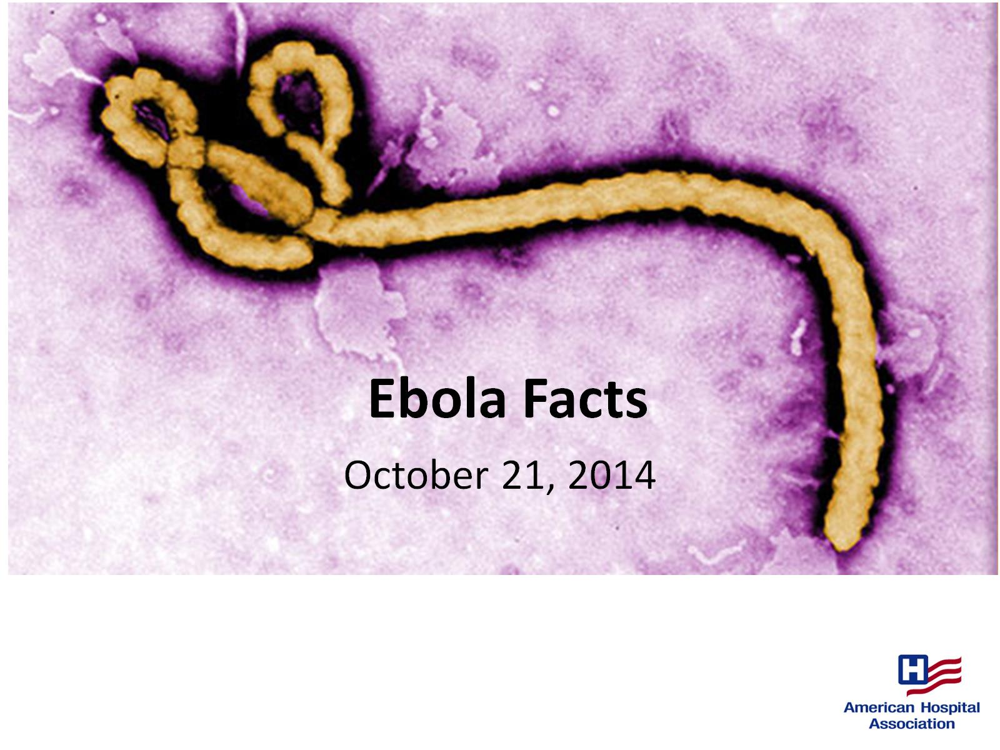 Ebola Facts
October 21, 2014
H
American Hospital
Association